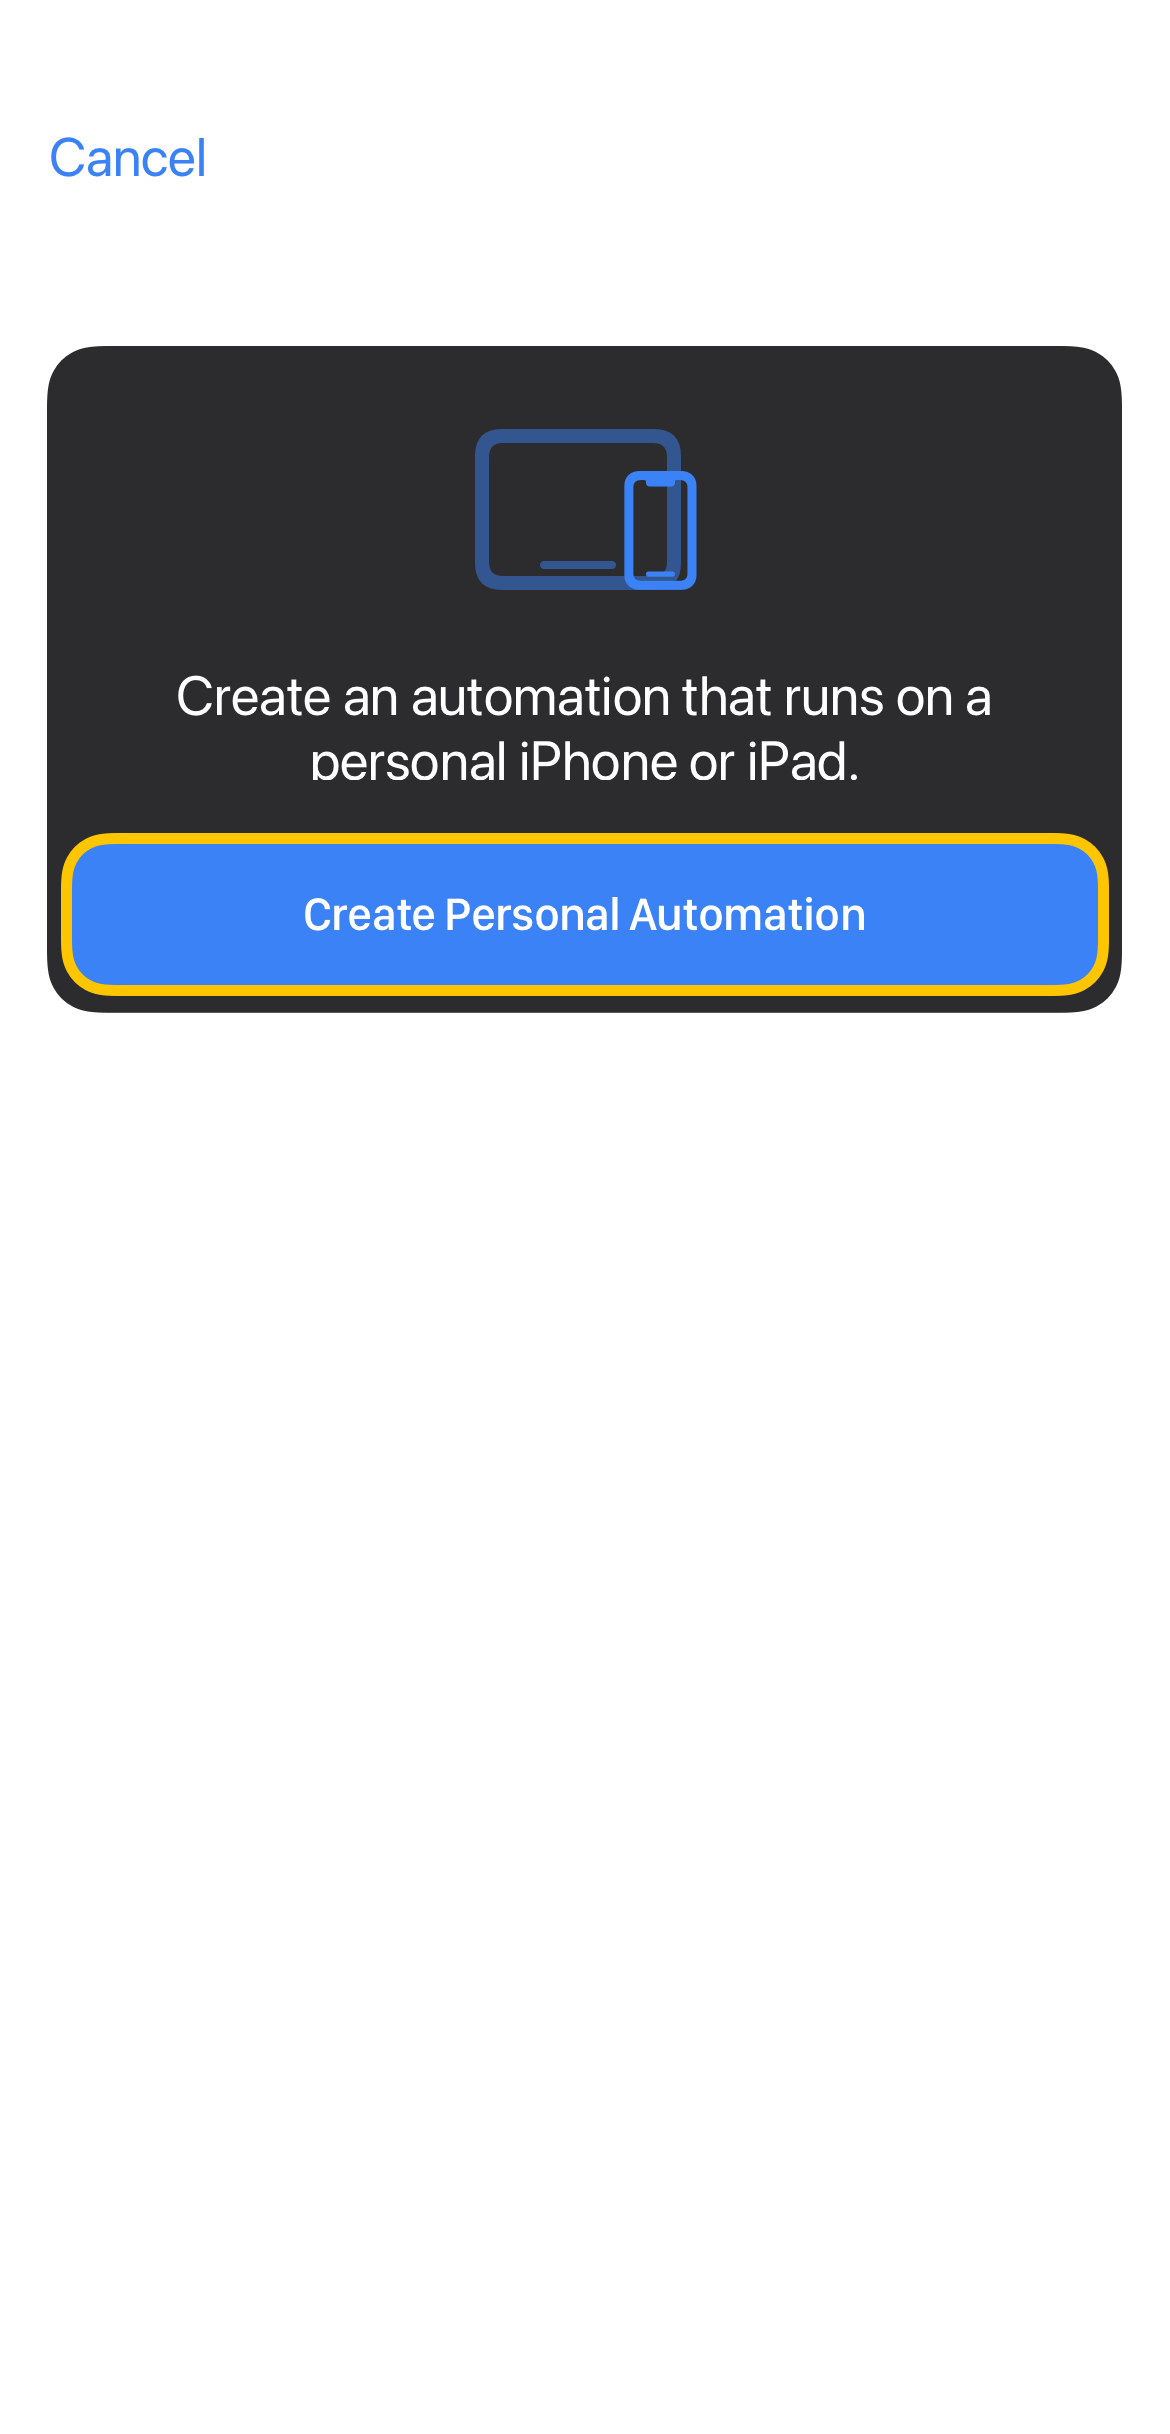 Cancel
Create an automation that runs on a
personal iPhone or iPad.
Create Personal Automation